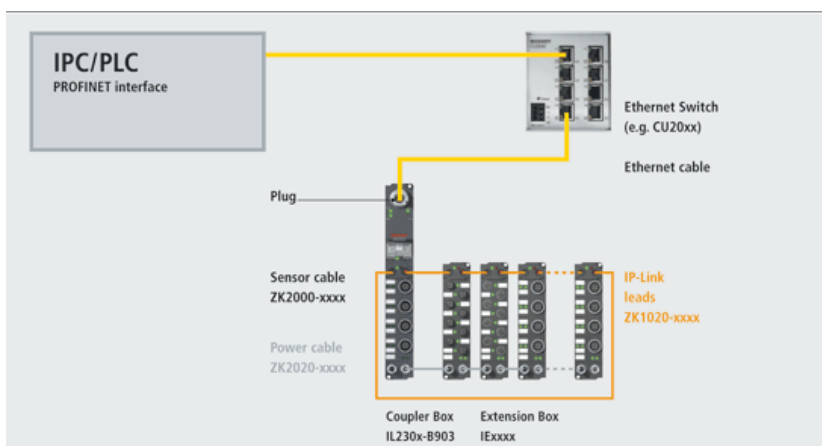 IPC/PLC
PROFINET interface
Ethernet Switch
(e.g. CU20xx)
Ethernet cable
Plug
Sensor cable
ZK2000-xxxx
IP-Link
leads
ZK1020-xxxx
Power cable
ZK2020-xxxx
Coupler Box
IL230x-B903
Extension Box
IExxxx